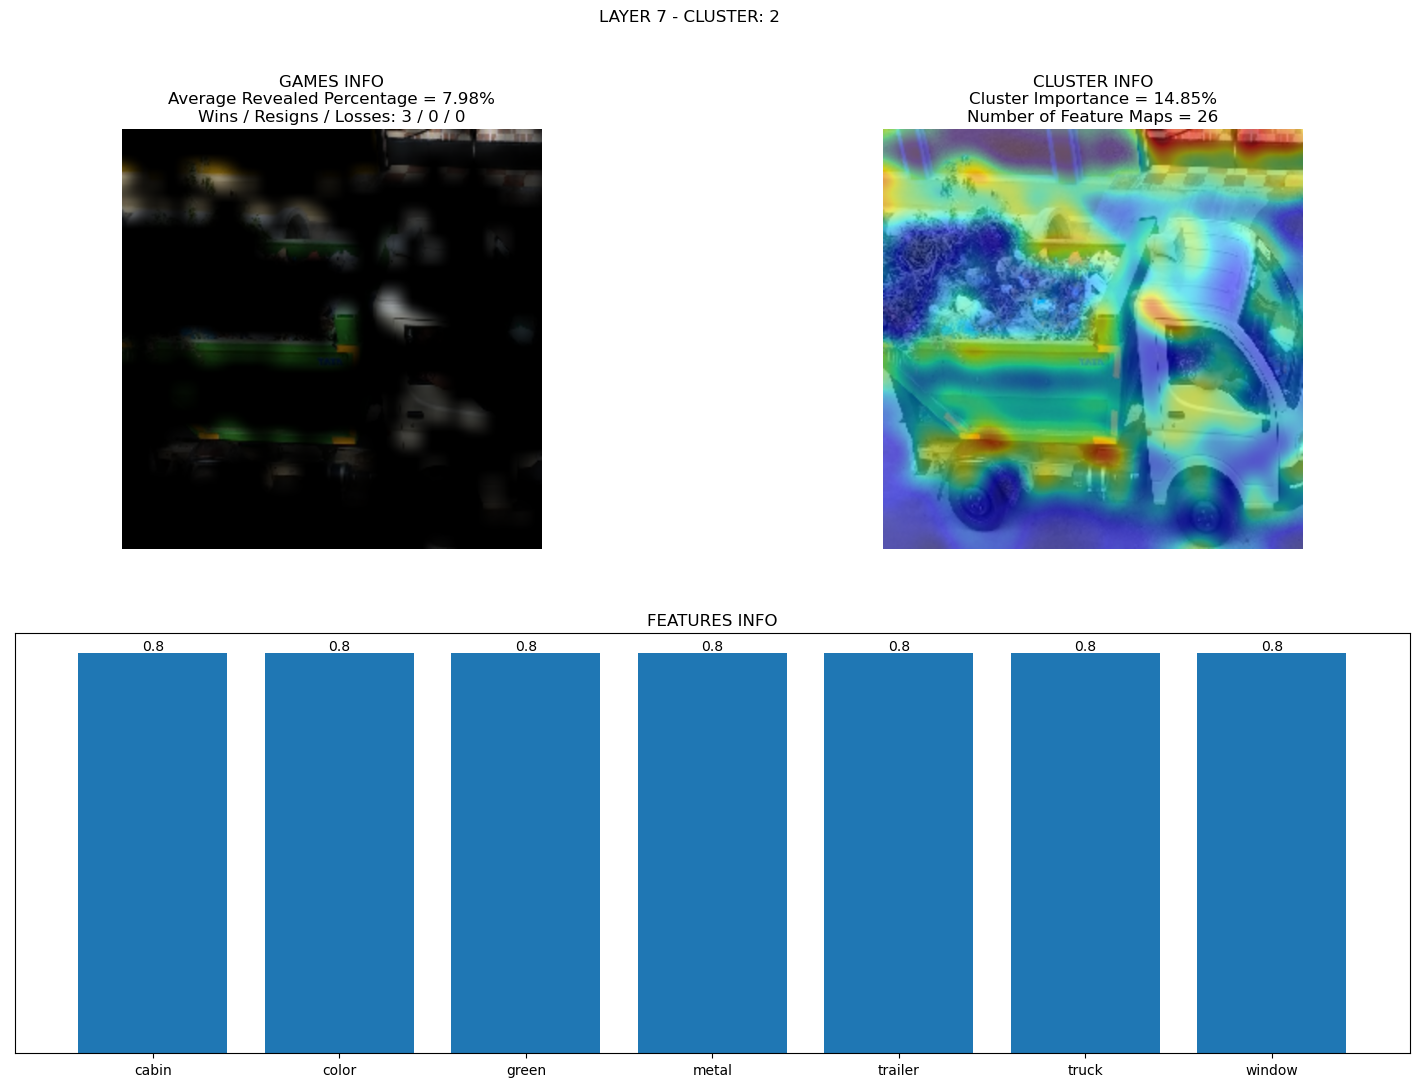 LAYER 7 - CLUSTER: 2
GAMES INFO
Average Revealed Percentage = 7.98%
Wins / Resigns / Losses: 3 / 0 / 0
CLUSTER INFO
Cluster Importance = 14.85%
Number of Feature Maps = 26
FEATURES INFO
0.8 0.8 0.8 0.8 0.8 0.8 0.8
cabin color green metal trailer truck window